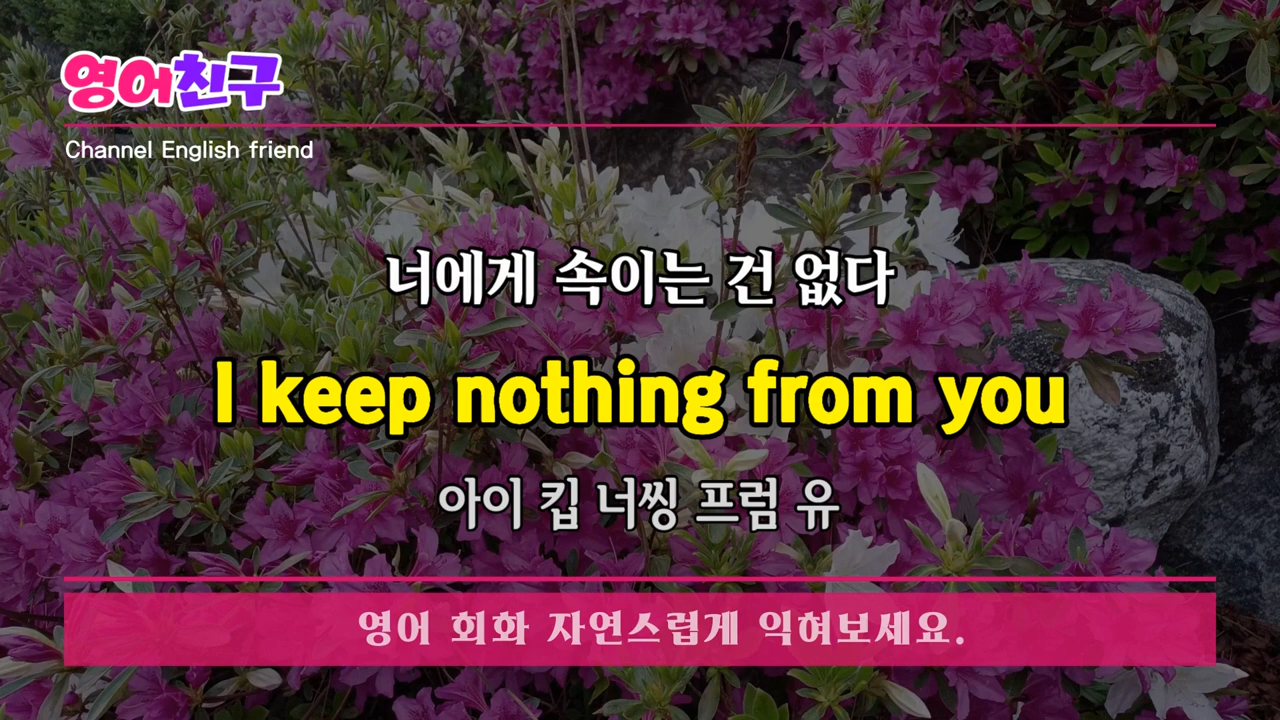 영어친구
Channel English friend
너에게 속이는 건 없다
I keep nothing from you
아이 킵 너씽 프럼 유
영어 회화 자연스럽게 익혀보세요.